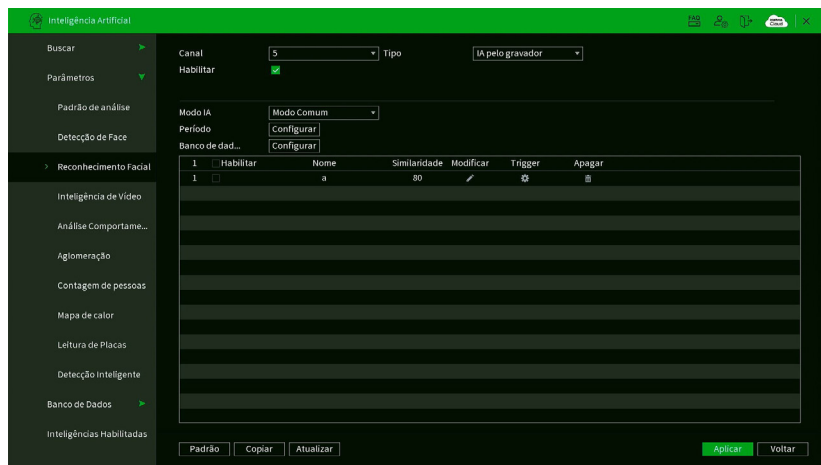 Inteligência Artificial
FAQ
Cloud
Buscar
Parâmetros
Padrão de análise
Detecção de Face
Reconhecimento Facial
Inteligência de Vídeo
Análise Comportame...
Aglomeração
Contagem de pessoas
Mapa de calor
Leitura de Placas
Detecção Inteligente
Banco de Dados
Inteligências Habilitadas
Canal 5 Tipo IA pelo gravador
Habilitar
Modo IA Modo Comum
Período Configurar
Banco de dad... Configurar
1 Habilitar Nome Similaridade Modificar Trigger Apagar
1 a 80
Padrão Copiar Atualizar Aplicar Voltar